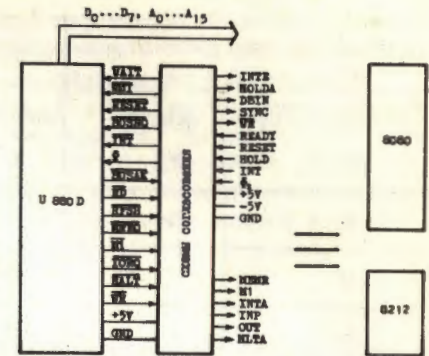 D0...D7, A0...A15
U 880 D
WAIT
RESET
BUSRQ
INT
BUSAK
RD
RFSH
MREQ
M1
IORQ
HALT
WR
+5V
GND
INTE
HOLDA
DBIN
SYNC
WR
READY
RESET
HOLD
INT
+5V
-5V
GND
MEMR
M1
INTA
INP
OUT
HLTA
8080
8212